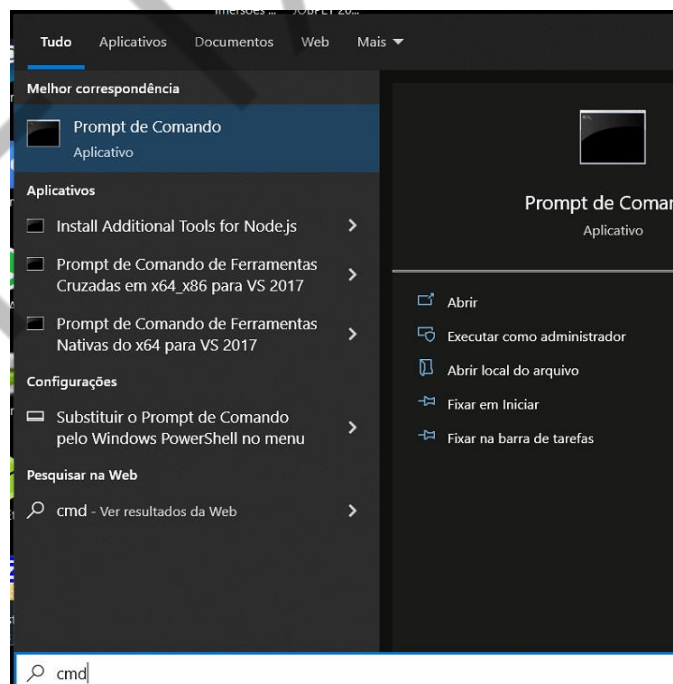 Tudo Aplicativos Documentos Web Mais
Melhor correspondência
Prompt de Comando
Aplicativo
Aplicativos
Install Additional Tools for Node.js
Prompt de Comando de Ferramentas
Cruzadas em x64_x86 para VS 2017
Prompt de Comando de Ferramentas
Nativas do x64 para VS 2017
Configurações
Substituir o Prompt de Comando
pelo Windows PowerShell no menu
Pesquisar na Web
cmd - Ver resultados da Web
Prompt de Coma
Aplicativo
Abrir
Executar como administrador
Abrir local do arquivo
Fixar em Iniciar
Fixar na barra de tarefas
cmd